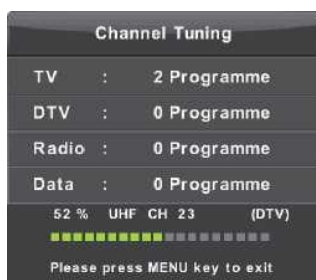 Channel Tuning
TV : 2 Programme
DTV : 0 Programme
Radio : 0 Programme
Data : 0 Programme
52 % UHF CH 23 (DTV)
Please press MENU key to exit